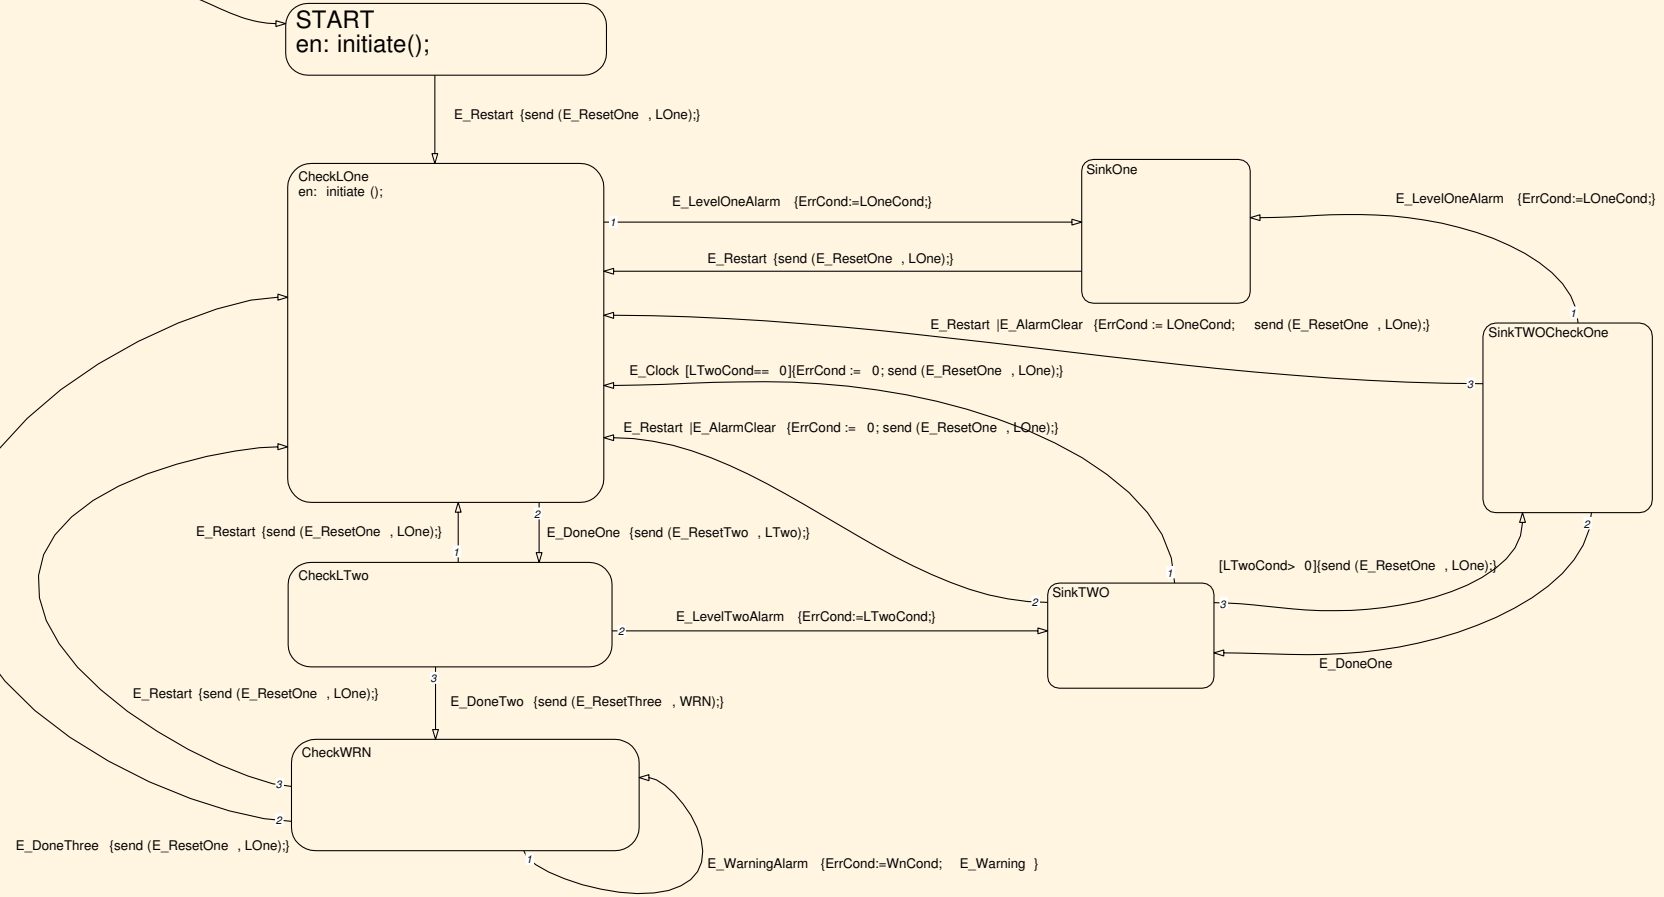 START
en: initiate();
E_Restart {send (E_ResetOne , LOne);}
CheckLOne
en: initiate ();
SinkOne
E_LevelOneAlarm {ErrCond:=LOneCond;}
1
E_Restart {send (E_ResetOne , LOne);}
E_LevelOneAlarm {ErrCond:=LOneCond;}
1
E_Restart |E_AlarmClear {ErrCond := LOneCond; send (E_ResetOne , LOne);}
SinkTWOCheckOne
3
E_Clock [LTwoCond== 0]{ErrCond := 0; send (E_ResetOne , LOne);}
E_Restart |E_AlarmClear {ErrCond := 0; send (E_ResetOne , LOne);}
2
2
E_Restart {send (E_ResetOne , LOne);}
1
E_DoneOne {send (E_ResetTwo , LTwo);}
CheckLTwo
[LTwoCond> 0]{send (E_ResetOne , LOne);}
1
SinkTWO
2
3
E_LevelTwoAlarm {ErrCond:=LTwoCond;}
2
E_DoneOne
3
E_Restart {send (E_ResetOne , LOne);}
E_DoneTwo {send (E_ResetThree , WRN);}
CheckWRN
3
2
E_DoneThree {send (E_ResetOne , LOne);}
1
E_WarningAlarm {ErrCond:=WnCond; E_Warning }